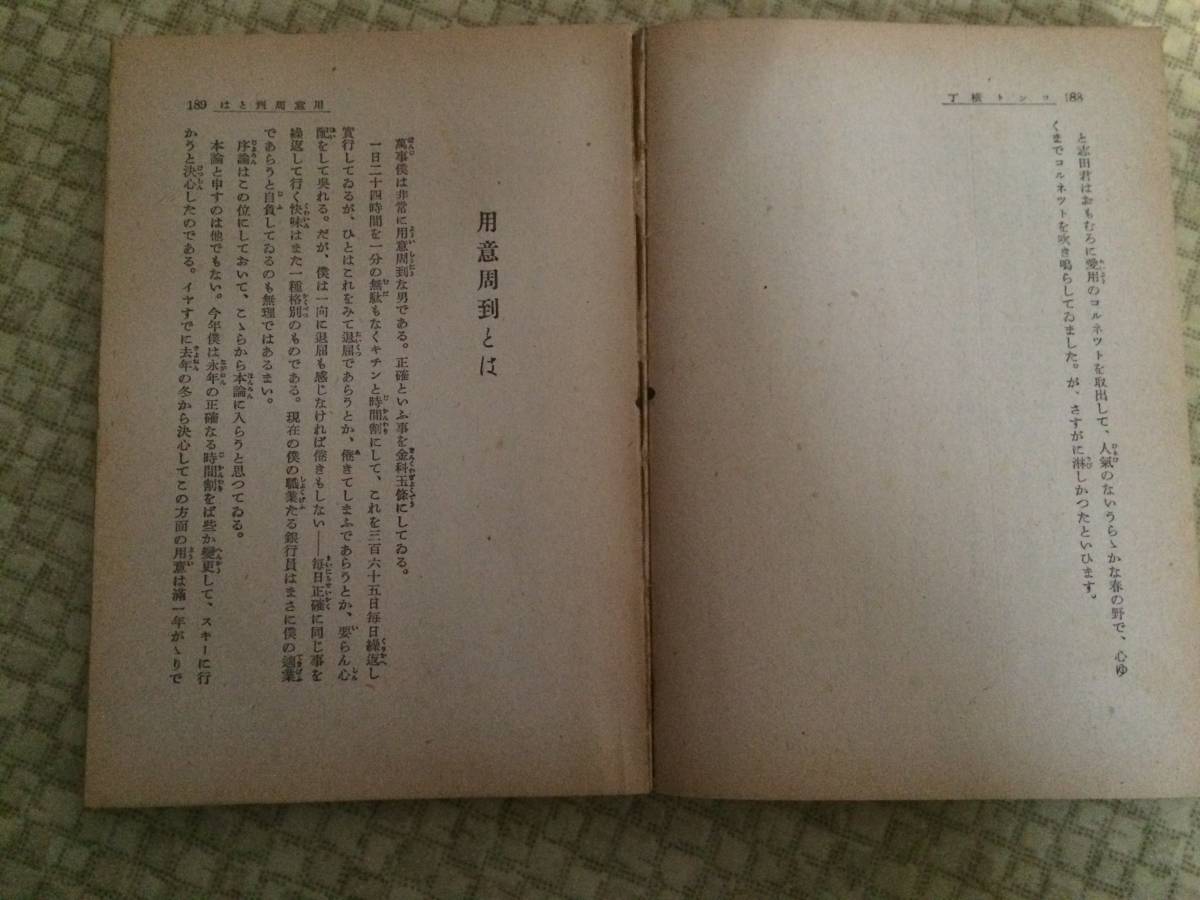 188 コント横丁
と志田君はおもむろに愛用のコルネツトを取出して、人氣のないうらゝかな春の野で、心ゆ
くまでコルネツトを吹き鳴らしてゐました。が、さすがに淋しかつたといひます。
用意周到とは 189
用意周到とは
萬事僕は非常に用意周到な男である。正確といふ事を金科玉條にしてゐる。
一日二十四時間を一分の無駄もなくキチンと時間割にして、これを三百六十五日毎日繰返し
實行してゐるが、ひとはこれをみて退屈であらうとか、倦きてしまふであらうとか、要らん心
配をして呉れる。だが、僕は一向に退屈も感じなければ倦きもしない――毎日正確に同じ事を
繰返して行く快味はまた一種格別のものである。現在の僕の職業たる銀行員はまさに僕の適業
であらうと自負してゐるのも無理ではあるまい。
序論はこの位にしておいて、こゝらから本論に入らうと思つてゐる。
本論と申すのは他でもない。今年僕は永年の正確なる時間割をば些か變更して、スキーに行
かうと決心したのである。イヤすでに去年の冬から決心してこの方面の用意は滿一年がゝりで